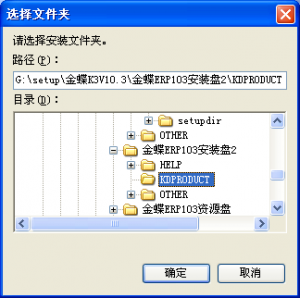 选择文件夹
请选择安装文件夹。
路径(P)：
G:\setup\金蝶K3V10.3\金蝶ERP103安装盘2\KDPRODUCT
目录(D)：
setupdir
OTHER
金蝶ERP103安装盘2
HELP
KDPRODUCT
OTHER
金蝶ERP103资源盘
确定
取消